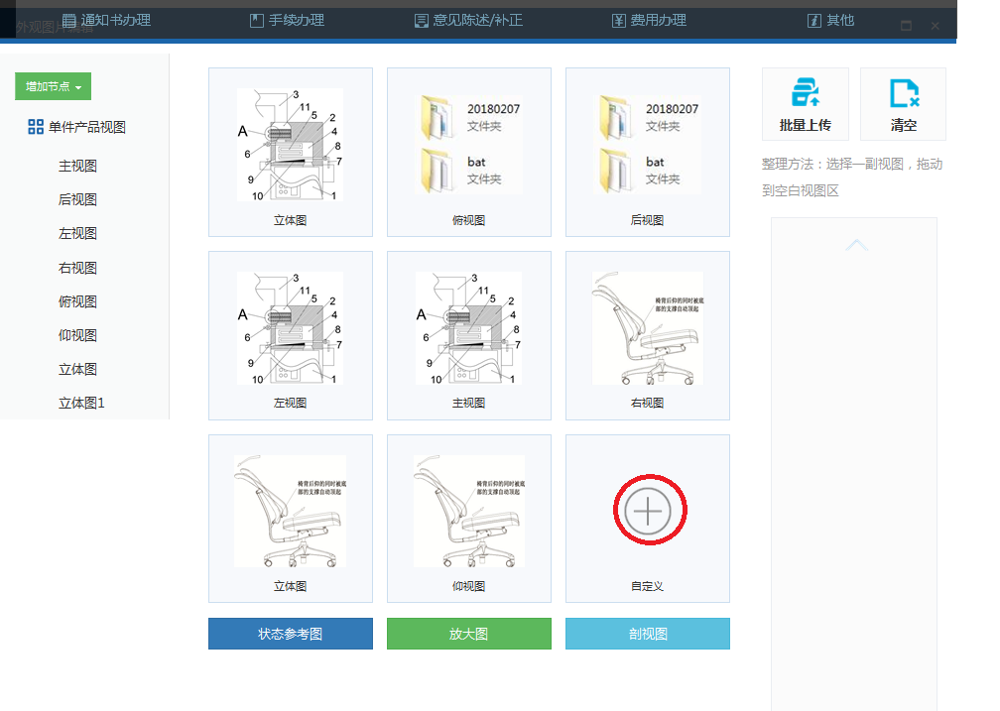 通知书办理
手续办理
意见陈述/补正
费用办理
其他
外观图片编辑
增加节点
单件产品视图
主视图
后视图
左视图
右视图
俯视图
仰视图
立体图
立体图1
A 3 11 5 2 4 8 7 6 9 10 1
立体图
20180207
文件夹
bat
文件夹
俯视图
20180207
文件夹
bat
文件夹
后视图
A 3 11 5 2 4 8 7 6 9 10 1
左视图
A 3 11 5 2 4 8 7 6 9 10 1
主视图
椅背后仰的同时被底
部的支撑自动顶起
右视图
椅背后仰的同时被底
部的支撑自动顶起
立体图
椅背后仰的同时被底
部的支撑自动顶起
仰视图
自定义
状态参考图
放大图
剖视图
批量上传
清空
整理方法：选择一副视图，拖动
到空白视图区